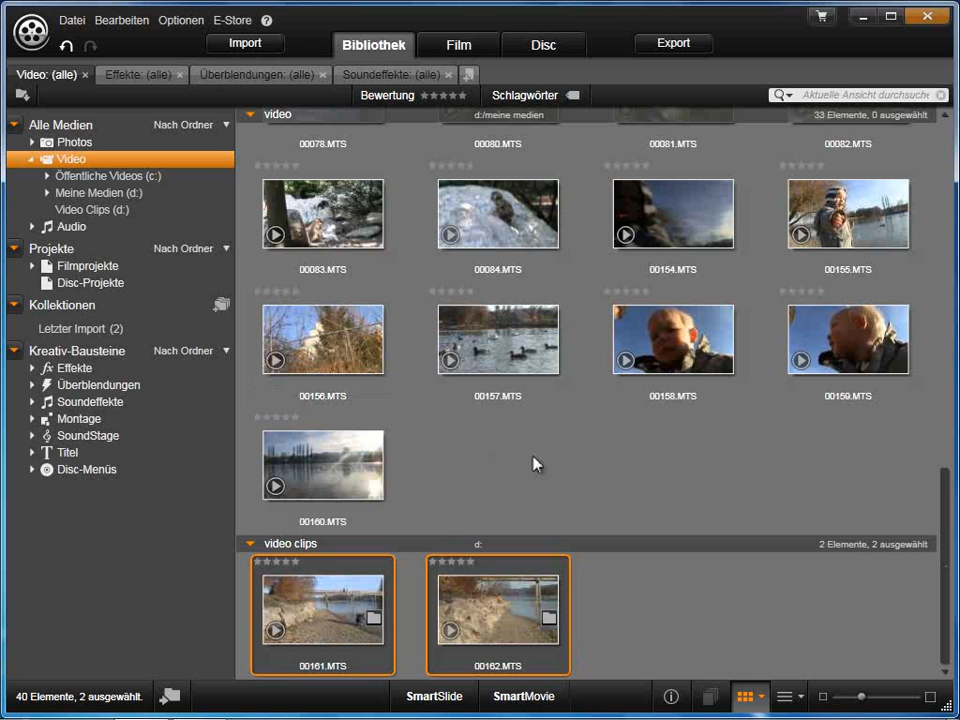 Datei Bearbeiten Optionen E-Store ?
Import Bibliothek Film Disc Export
Video: (alle) × Effekte: (alle) × Überblendungen: (alle) × Soundeffekte: (alle) ×
Bewertung Schlagwörter Aktuelle Ansicht durchsuche
Alle Medien Nach Ordner
Photos
Video
Öffentliche Videos (c:)
Meine Medien (d:)
Video Clips (d:)
Audio
Projekte Nach Ordner
Filmprojekte
Disc-Projekte
Kollektionen
Letzter Import (2)
Kreativ-Bausteine Nach Ordner
fx Effekte
Überblendungen
Soundeffekte
Montage
SoundStage
T Titel
Disc-Menüs
video d:/meine medien 33 Elemente, 0 ausgewählt
00078.MTS 00080.MTS 00081.MTS 00082.MTS
00083.MTS 00084.MTS 00154.MTS 00155.MTS
00156.MTS 00157.MTS 00158.MTS 00159.MTS
00160.MTS
video clips d: 2 Elemente, 2 ausgewählt
00161.MTS 00162.MTS
40 Elemente, 2 ausgewählt. SmartSlide SmartMovie